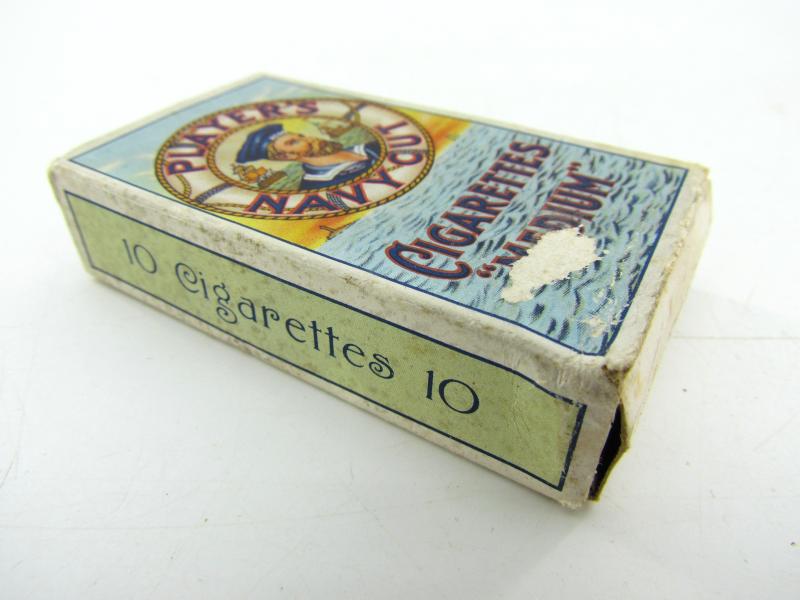 PLAYER'S
NAVY CUT
CIGARETTES
"MEDIUM"
10 Cigarettes 10